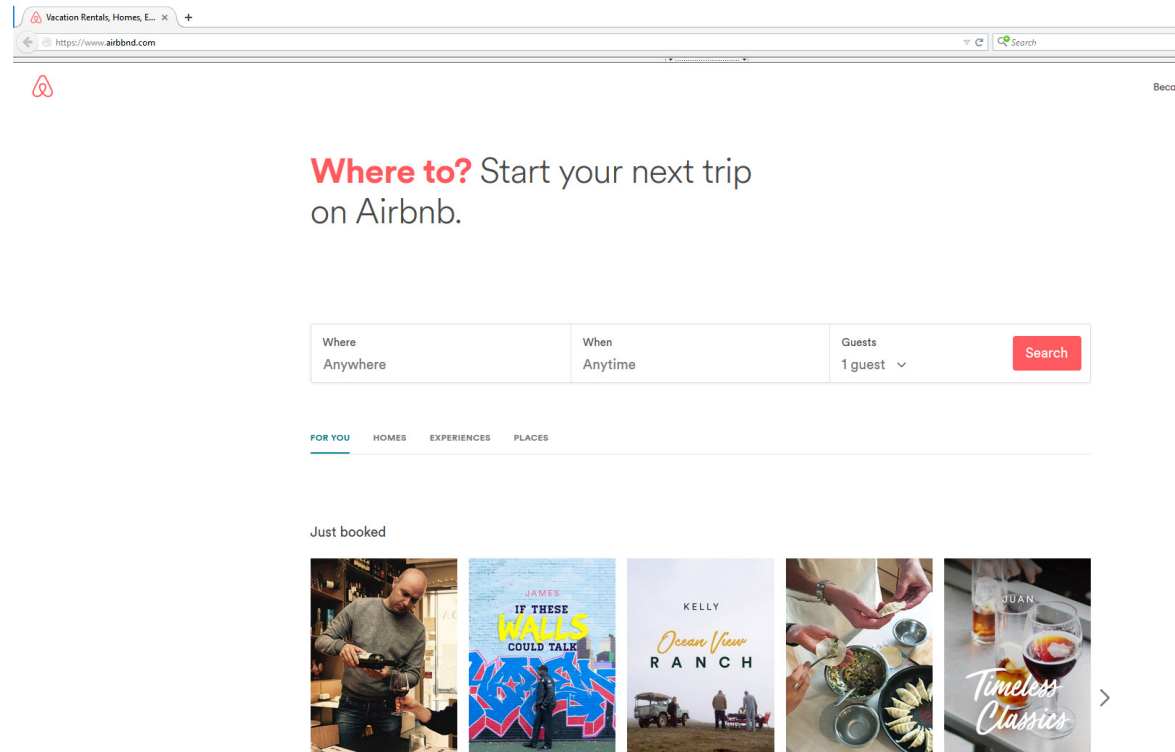 Vacation Rentals, Homes, E...
https://www.airbbnd.com
Search
Beco
Where to? Start your next trip
on Airbnb.
Where
Anywhere
When
Anytime
Guests
1 guest
Search
FOR YOU
HOMES
EXPERIENCES
PLACES
Just booked
JAMES
IF THESE
WALLS
COULD TALK
KELLY
Ocean View
RANCH
JUAN
Timeless
Classics